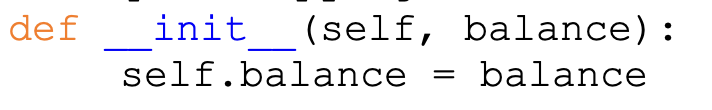 def __init__(self, balance):
    self.balance = balance